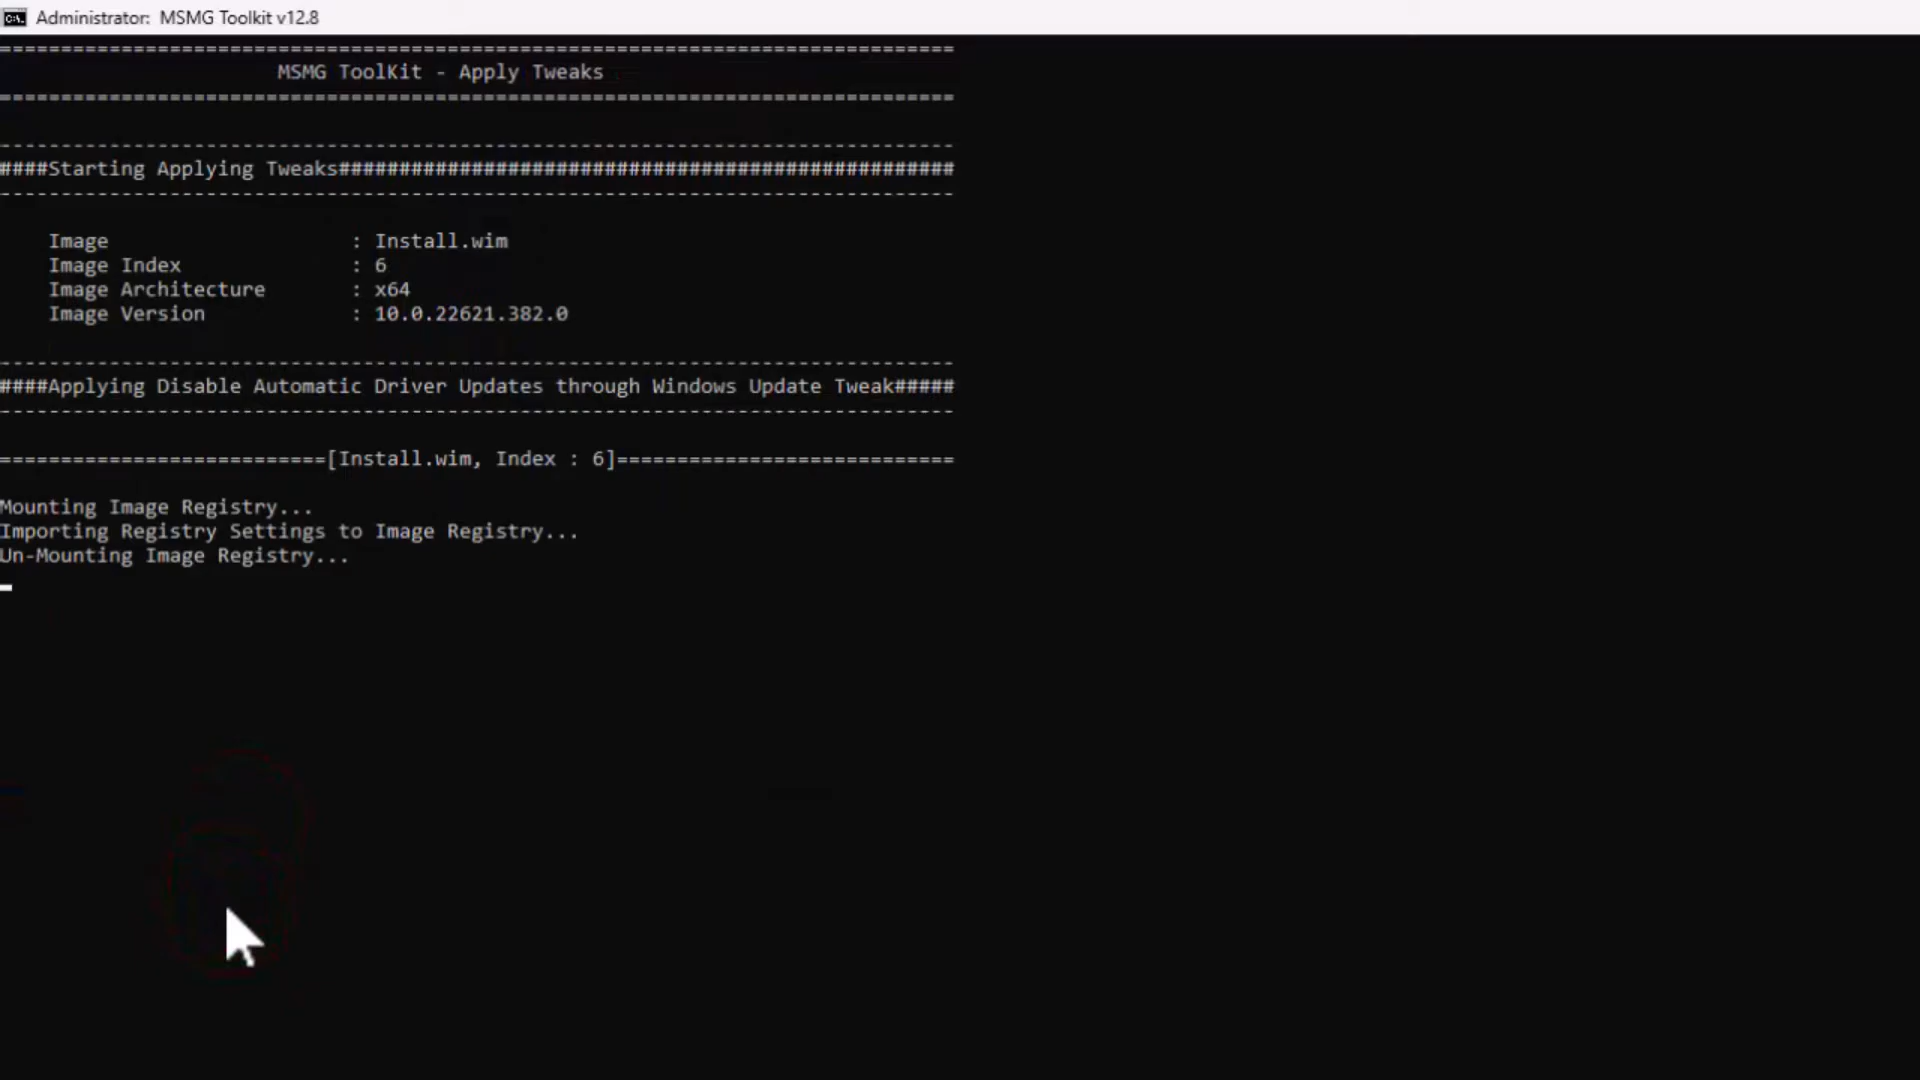 Administrator: MSMG Toolkit v12.8
===============================================================================
MSMG ToolKit - Apply Tweaks
===============================================================================
-------------------------------------------------------------------------------
####Starting Applying Tweaks###################################################
-------------------------------------------------------------------------------
Image : Install.wim
Image Index : 6
Image Architecture : x64
Image Version : 10.0.22621.382.0
-------------------------------------------------------------------------------
####Applying Disable Automatic Driver Updates through Windows Update Tweak#####
-------------------------------------------------------------------------------
===========================[Install.wim, Index : 6]============================
Mounting Image Registry...
Importing Registry Settings to Image Registry...
Un-Mounting Image Registry...